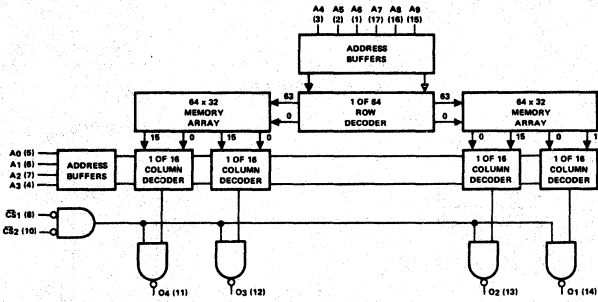 A4 A5 A6 A7 A8 A9
(3) (2) (1) (17) (16) (15)
ADDRESS
BUFFERS
64 x 32
MEMORY
ARRAY
63
0
1 OF 64
ROW
DECODER
63
0
64 x 32
MEMORY
ARRAY
15 0 15 0
0 15 0 1
A0 (5)
A1 (6)
A2 (7)
A3 (4)
ADDRESS
BUFFERS
1 OF 16
COLUMN
DECODER
1 OF 16
COLUMN
DECODER
1 OF 16
COLUMN
DECODER
1 OF 16
COLUMN
DECODER
C̅S̅1 (8)
C̅S̅2 (10)
O4 (11)
O3 (12)
O2 (13)
O1 (14)